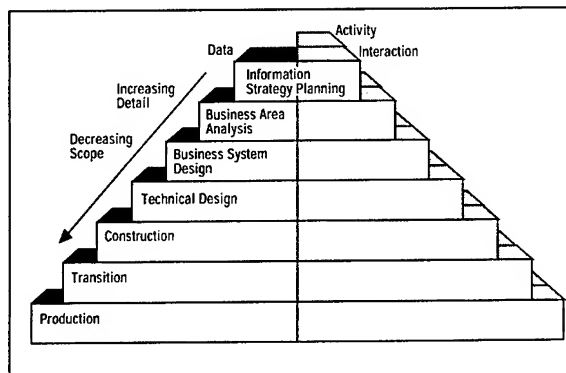 Activity
Data
Interaction
Increasing
Detail
Information
Strategy Planning
Business Area
Analysis
Decreasing
Scope
Business System
Design
Technical Design
Construction
Transition
Production